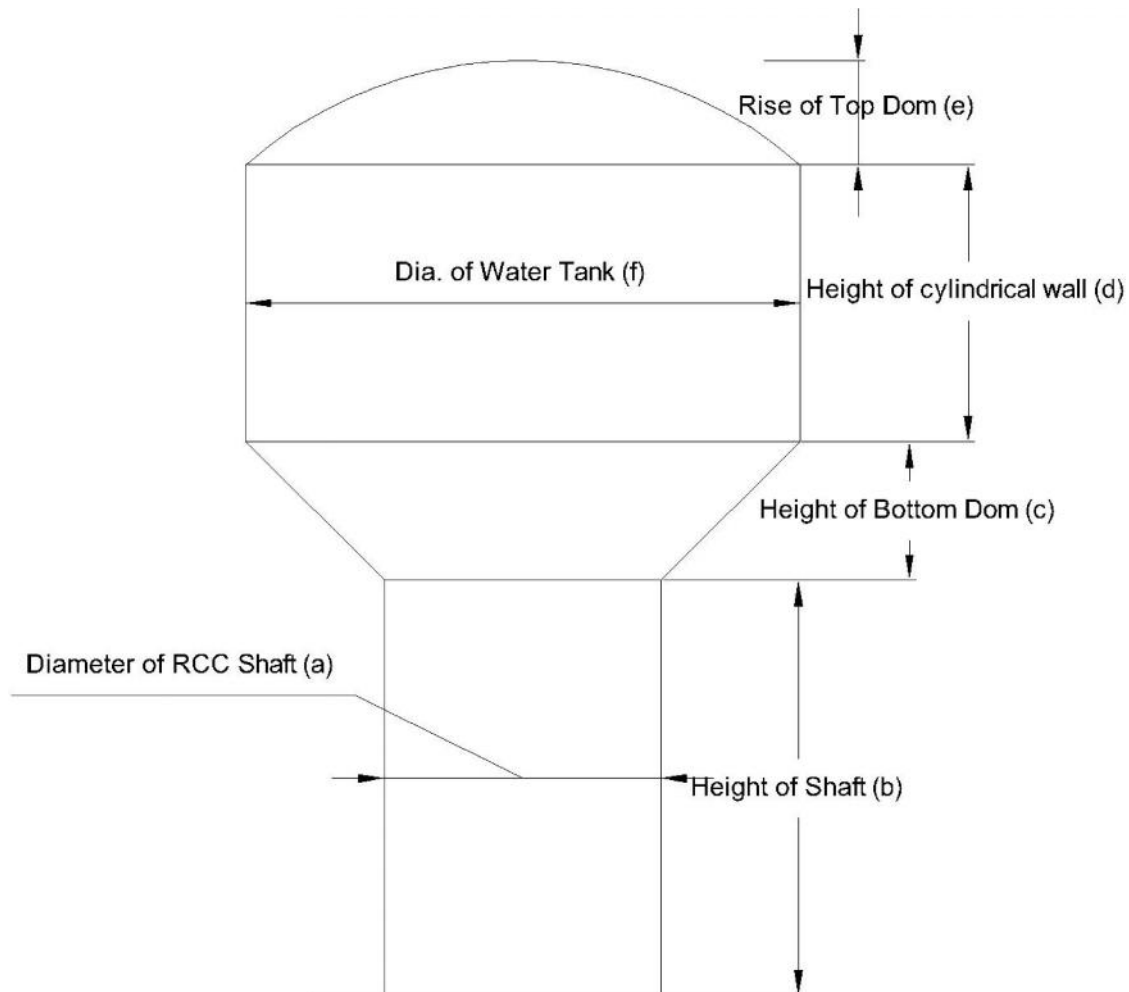 Rise of Top Dom (e)
Dia. of Water Tank (f)
Height of cylindrical wall (d)
Height of Bottom Dom (c)
Diameter of RCC Shaft (a)
Height of Shaft (b)